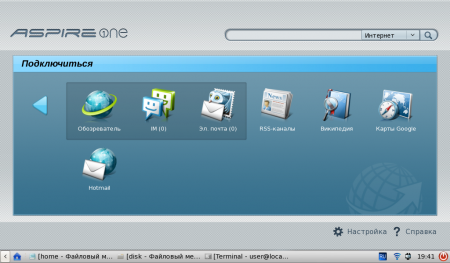 ASPIRE one
Интернет
Подключиться
Обозреватель
IM (0)
Эл. почта (0)
RSS-каналы
Википедия
Карты Google
Hotmail
Настройка ? Справка
[home - Файловый м... [disk - Файловый ме... [Terminal - user@loca... 19:41